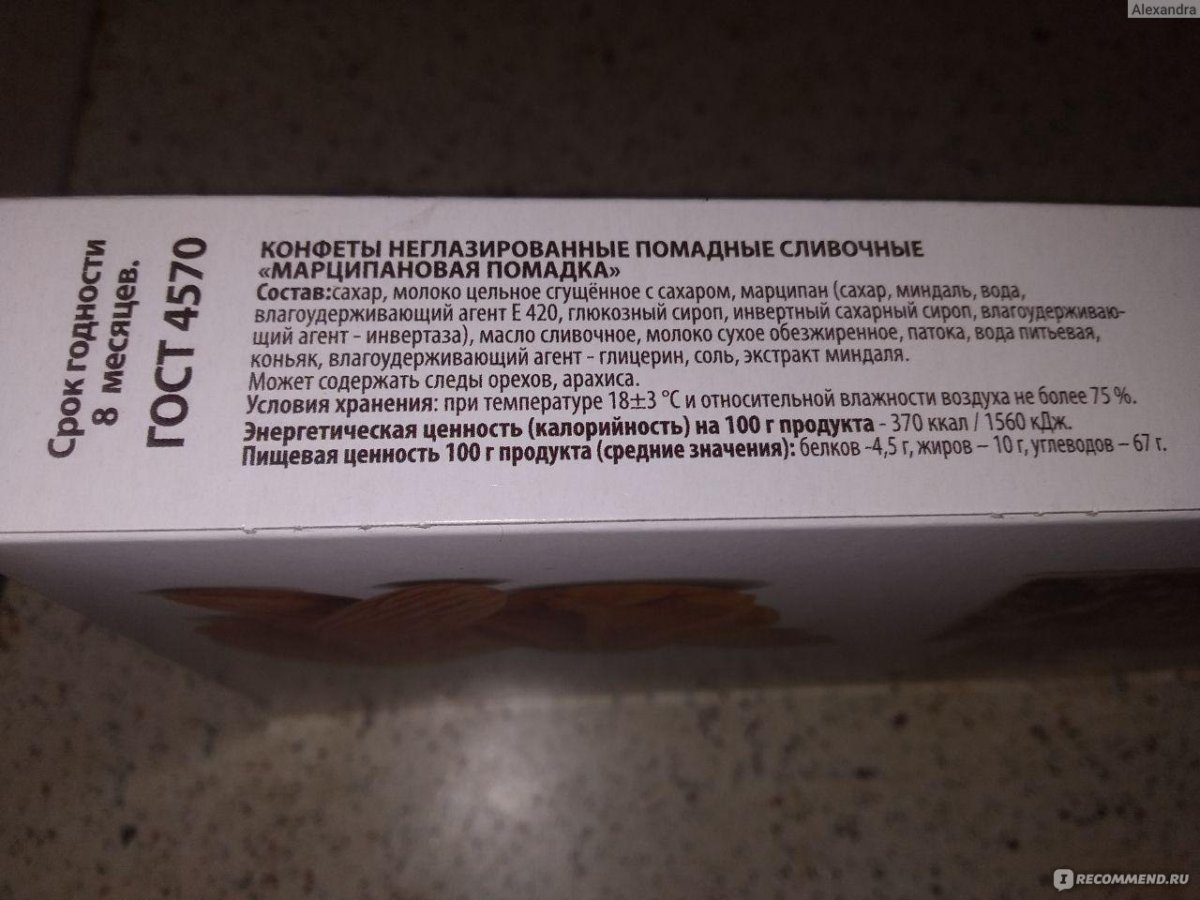 Alexandra
Срок годности
8 месяцев.
ГОСТ 4570
КОНФЕТЫ НЕГЛАЗИРОВАННЫЕ ПОМАДНЫЕ СЛИВОЧНЫЕ
«МАРЦИПАНОВАЯ ПОМАДКА»
Состав:сахар, молоко цельное сгущённое с сахаром, марципан (сахар, миндаль, вода,
влагоудерживающий агент Е 420, глюкозный сироп, инвертный сахарный сироп, влагоудерживаю-
щий агент - инвертаза), масло сливочное, молоко сухое обезжиренное, патока, вода питьевая,
коньяк, влагоудерживающий агент - глицерин, соль, экстракт миндаля.
Может содержать следы орехов, арахиса.
Условия хранения: при температуре 18±3 °С и относительной влажности воздуха не более 75 %.
Энергетическая ценность (калорийность) на 100 г продукта - 370 ккал / 1560 кДж.
Пищевая ценность 100 г продукта (средние значения): белков -4,5 г, жиров – 10 г, углеводов – 67 г.
IRECOMMEND.RU